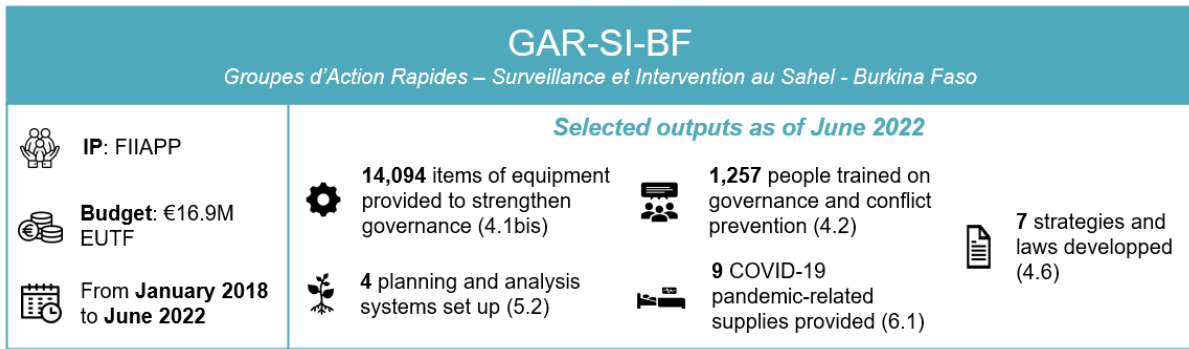 GAR-SI-BF
Groupes d'Action Rapides – Surveillance et Intervention au Sahel - Burkina Faso
IP: FIIAPP
Budget: €16.9M
EUTF
From January 2018
to June 2022
Selected outputs as of June 2022
14,094 items of equipment
provided to strengthen
governance (4.1bis)
1,257 people trained on
governance and conflict
prevention (4.2)
7 strategies and
laws developped
(4.6)
4 planning and analysis
systems set up (5.2)
9 COVID-19
pandemic-related
supplies provided (6.1)